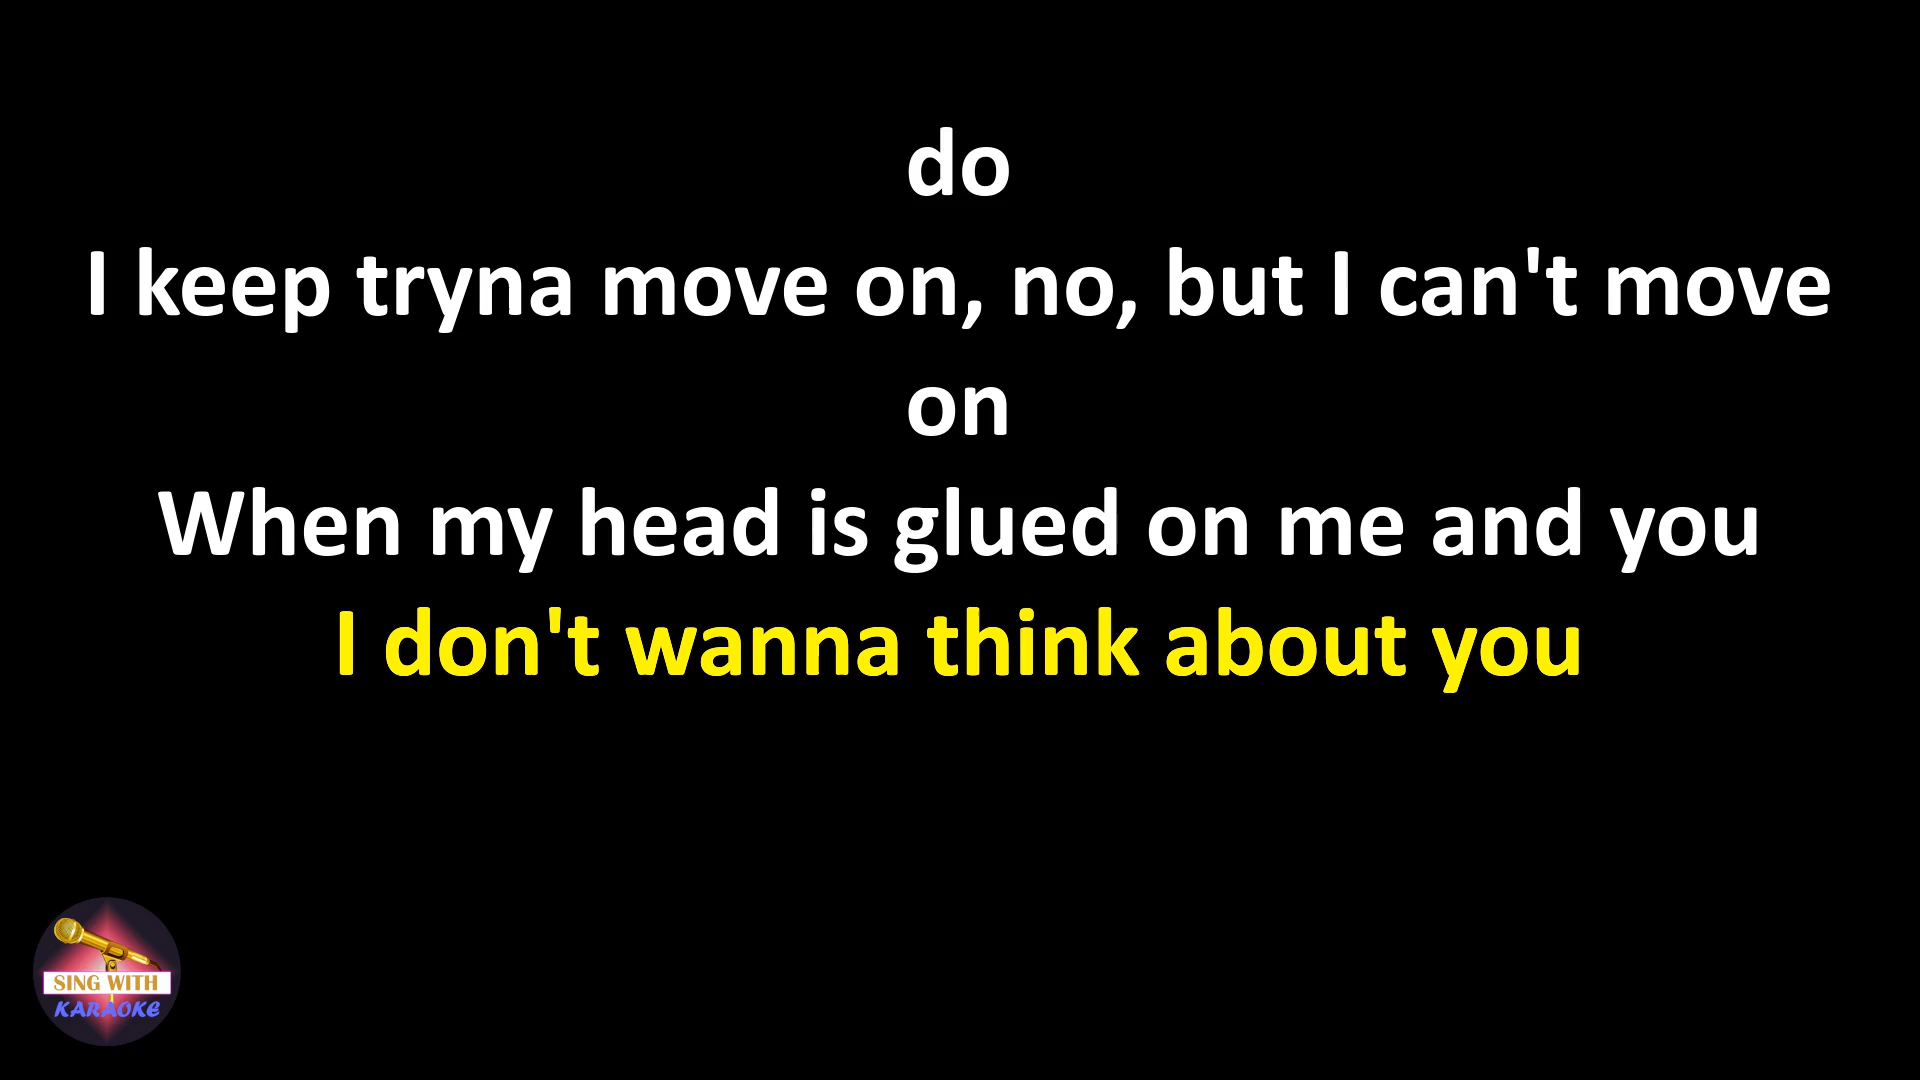 do
I keep tryna move on, no, but I can't move
on
When my head is glued on me and you
I don't wanna think about you
SING WITH
KARAOKE